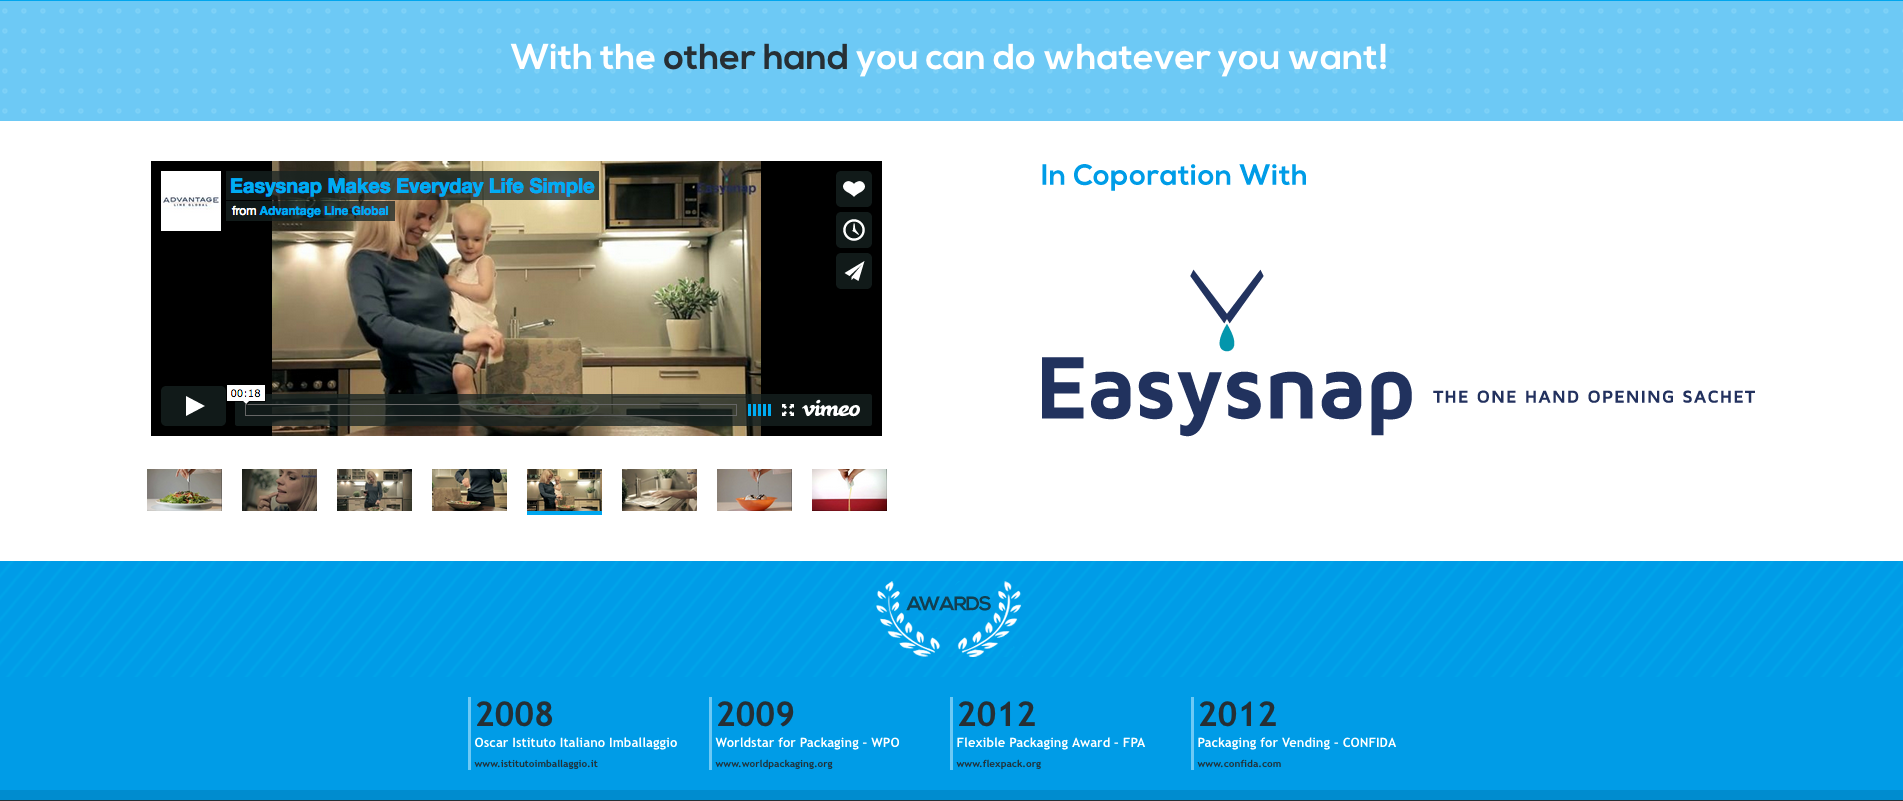 With the other hand you can do whatever you want!
ADVANTAGE
LINE GLOBAL
Easysnap Makes Everyday Life Simple
from Advantage Line Global
Easysnap
00:18
vimeo
In Coporation With
Easysnap
THE ONE HAND OPENING SACHET
AWARDS
2008
Oscar Istituto Italiano Imballaggio
www.istitutoimballaggio.it
2009
Worldstar for Packaging - WPO
www.worldpackaging.org
2012
Flexible Packaging Award - FPA
www.flexpack.org
2012
Packaging for Vending - CONFIDA
www.confida.com